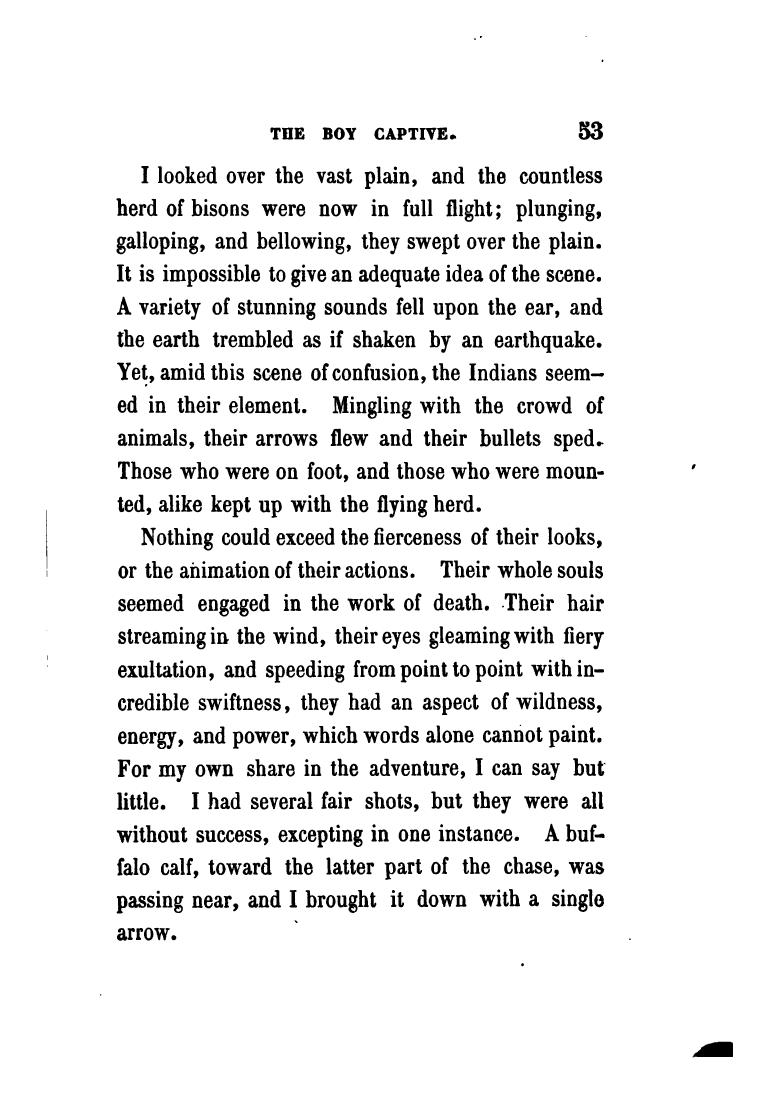 THE BOY CAPTIVE. 53
I looked over the vast plain, and the countless
herd of bisons were now in full flight; plunging,
galloping, and bellowing, they swept over the plain.
It is impossible to give an adequate idea of the scene.
A variety of stunning sounds fell upon the ear, and
the earth trembled as if shaken by an earthquake.
Yet, amid this scene of confusion, the Indians seem-
ed in their element. Mingling with the crowd of
animals, their arrows flew and their bullets sped.
Those who were on foot, and those who were moun-
ted, alike kept up with the flying herd.
Nothing could exceed the fierceness of their looks,
or the animation of their actions. Their whole souls
seemed engaged in the work of death. Their hair
streaming in the wind, their eyes gleaming with fiery
exultation, and speeding from point to point with in-
credible swiftness, they had an aspect of wildness,
energy, and power, which words alone cannot paint.
For my own share in the adventure, I can say but
little. I had several fair shots, but they were all
without success, excepting in one instance. A buf-
falo calf, toward the latter part of the chase, was
passing near, and I brought it down with a single
arrow.